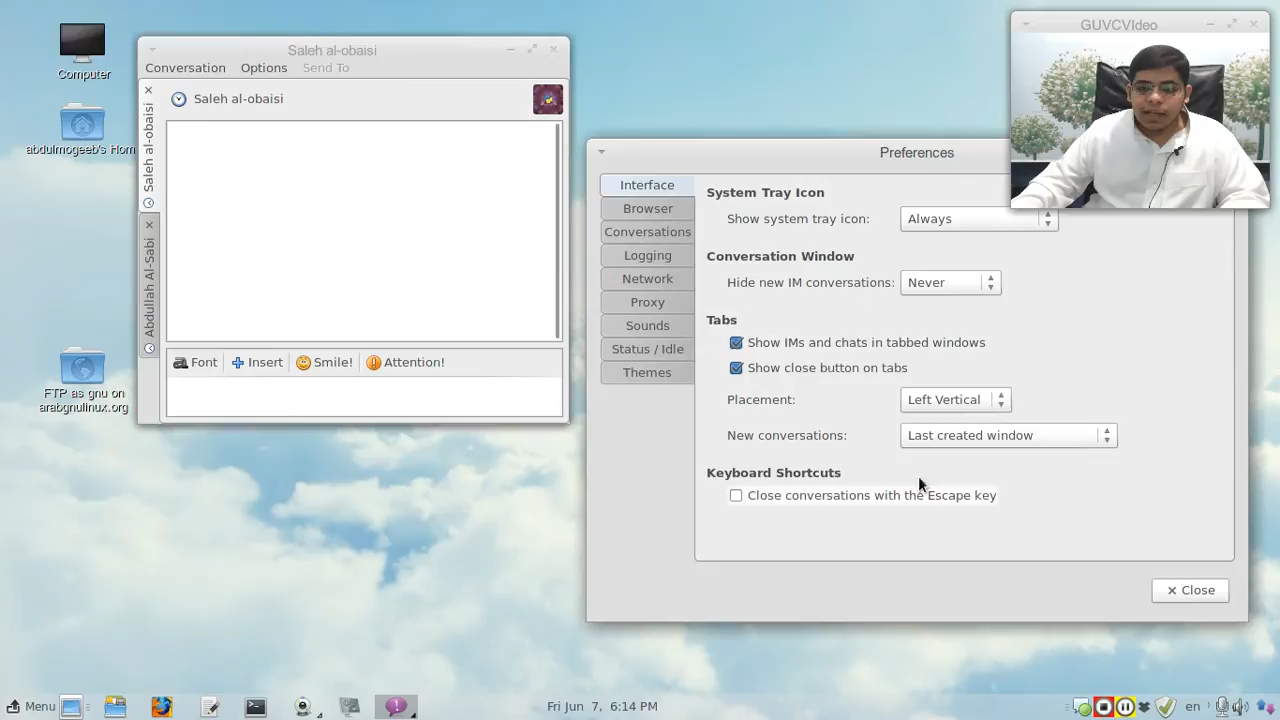 Computer
abdulmogeeb's Hom
FTP as gnu on
arabgnulinux.org
Saleh al-obaisi
Conversation Options Send To
Saleh al-obaisi
Abdullah Al-Sabi
Saleh al-obaisi
Font Insert Smile! Attention!
GUVCVIdeo
Preferences
Interface
Browser
Conversations
Logging
Network
Proxy
Sounds
Status / Idle
Themes
System Tray Icon
Show system tray icon: Always
Conversation Window
Hide new IM conversations: Never
Tabs
Show IMs and chats in tabbed windows
Show close button on tabs
Placement: Left Vertical
New conversations: Last created window
Keyboard Shortcuts
Close conversations with the Escape key
Close
Menu
Fri Jun 7, 6:14 PM
en